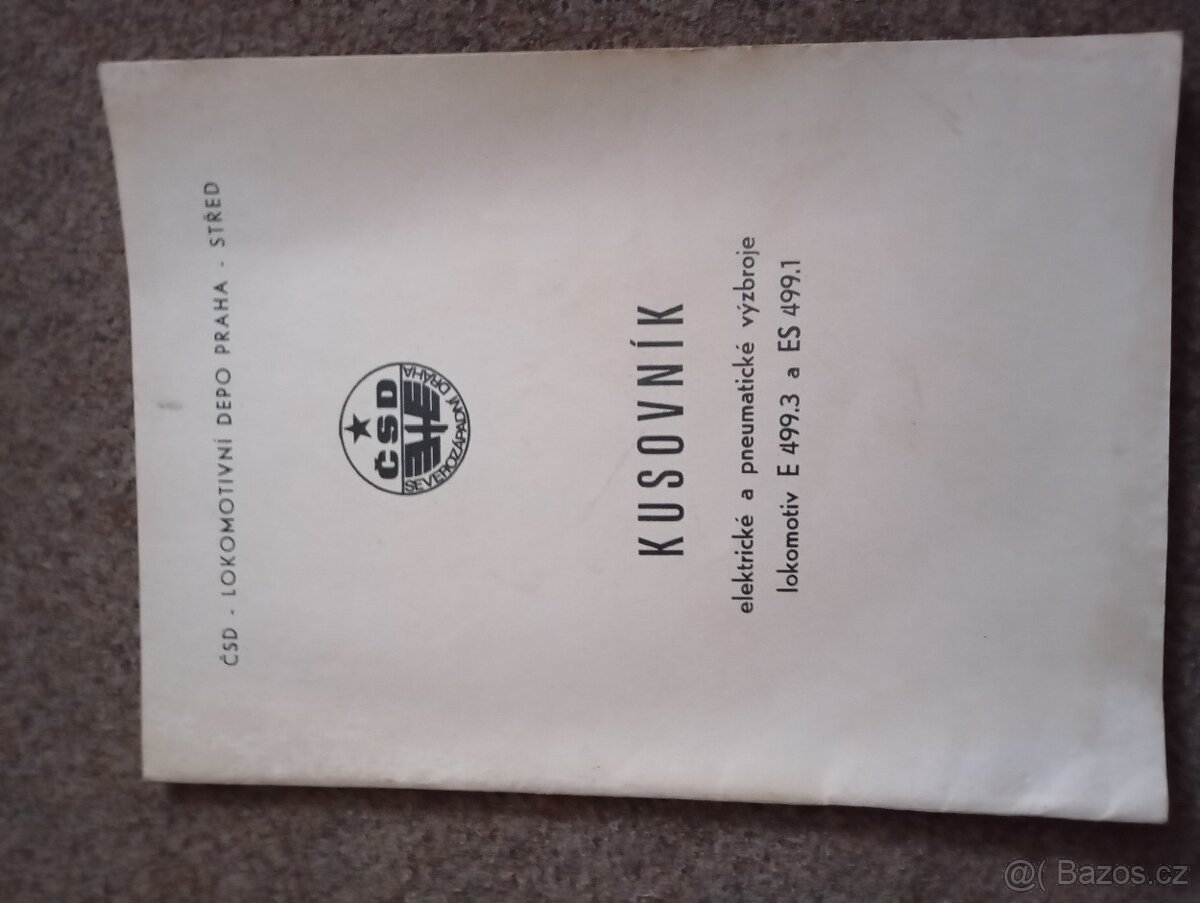 ČSD - LOKOMOTIVNÍ DEPO PRAHA - STŘED
ČSD
SEVEROZÁPADNÍ DRÁHA
KUSOVNÍK
elektrické a pneumatické výzbroje
lokomotiv E 499.3 a ES 499.1
@( Bazos.cz